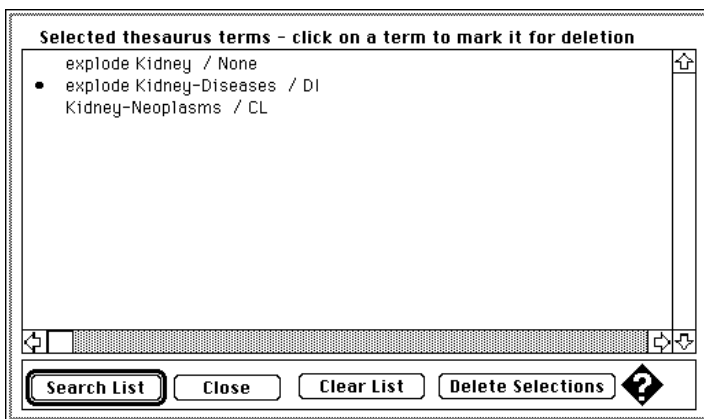 Selected thesaurus terms - click on a term to mark it for deletion
explode Kidney / None
• explode Kidney-Diseases / DI
Kidney-Neoplasms / CL
Search List Close Clear List Delete Selections ?